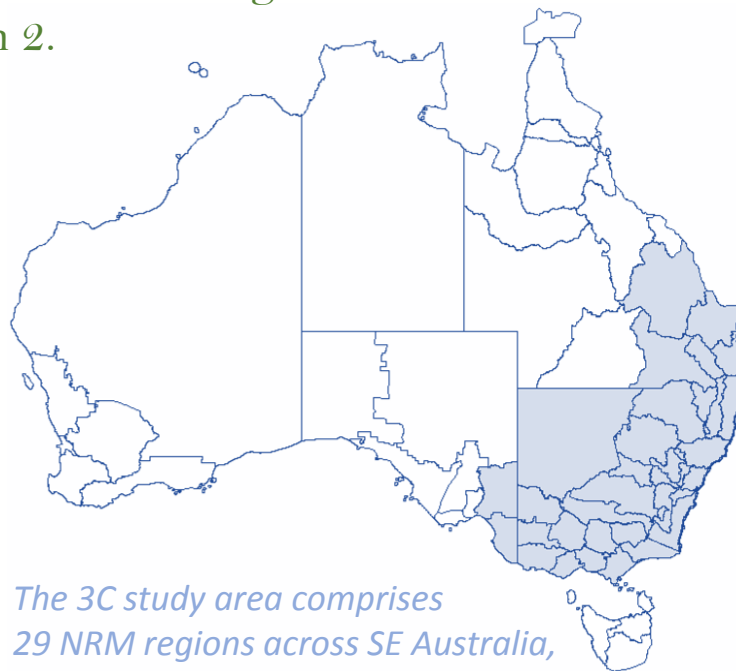 2.
The 3C study area comprises
29 NRM regions across SE Australia,